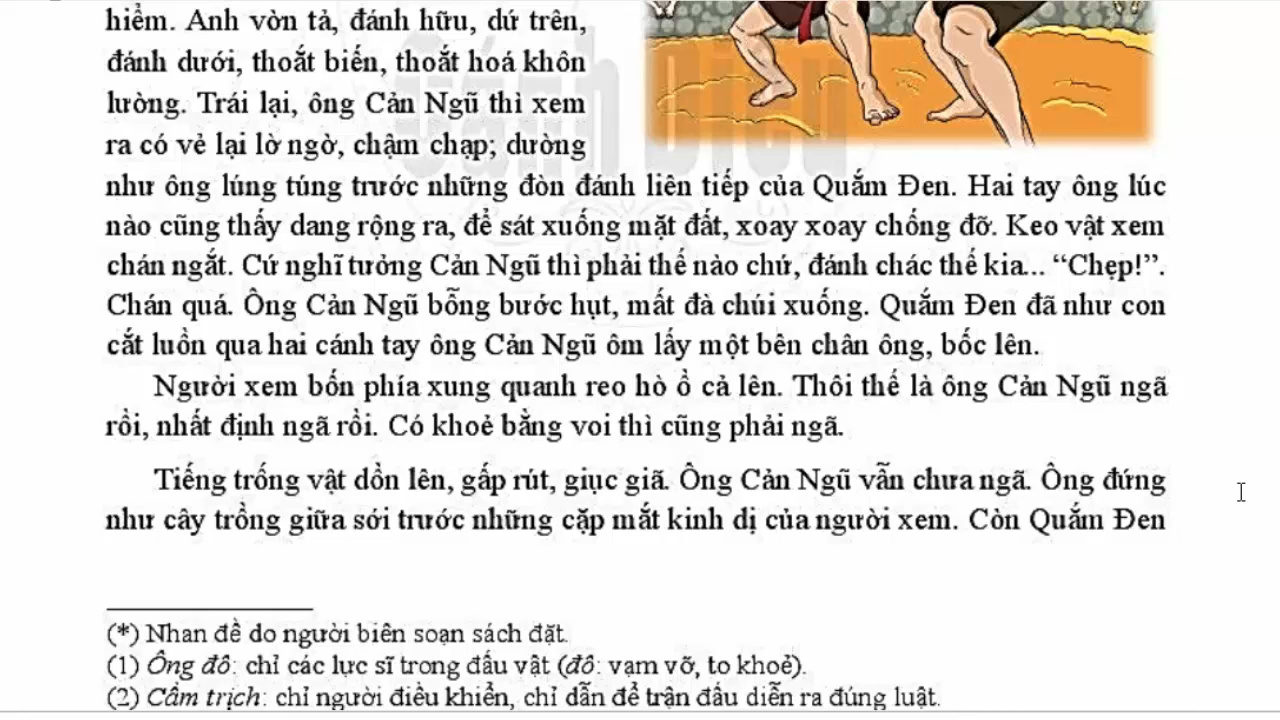 hiểm. Anh vờn tả, đánh hữu, dứ trên,
đánh dưới, thoắt biến, thoắt hoá khôn
lường. Trái lại, ông Cản Ngũ thì xem
ra có vẻ lại lờ ngờ, chậm chạp; dường
như ông lúng túng trước những đòn đánh liên tiếp của Quắm Đen. Hai tay ông lúc
nào cũng thấy dang rộng ra, để sát xuống mặt đất, xoay xoay chống đỡ. Keo vật xem
chán ngắt. Cứ nghĩ tưởng Cản Ngũ thì phải thế nào chứ, đánh chác thế kia... “Chẹp!”.
Chán quá. Ông Cản Ngũ bỗng bước hụt, mất đà chúi xuống. Quắm Đen đã như con
cắt luồn qua hai cánh tay ông Cản Ngũ ôm lấy một bên chân ông, bốc lên.
Người xem bốn phía xung quanh reo hò ồ cả lên. Thôi thế là ông Cản Ngũ ngã
rồi, nhất định ngã rồi. Có khoẻ bằng voi thì cũng phải ngã.
Tiếng trống vật dồn lên, gấp rút, giục giã. Ông Cản Ngũ vẫn chưa ngã. Ông đứng
như cây trồng giữa sới trước những cặp mắt kinh dị của người xem. Còn Quắm Đen
(*) Nhan đề do người biên soạn sách đặt.
(1) Ông đô: chỉ các lực sĩ trong đấu vật (đô: vạm vỡ, to khoẻ).
(2) Cầm trịch: chỉ người điều khiển, chỉ dẫn để trận đấu diễn ra đúng luật.
Cánh Diều